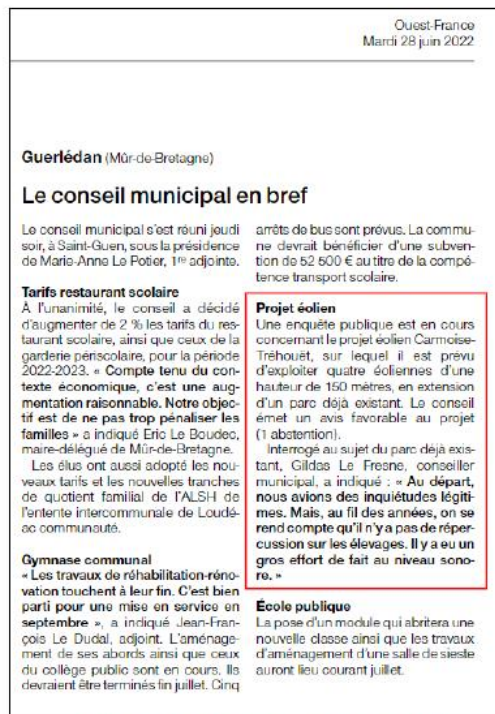 Ouest-France
Mardi 28 juin 2022
Guerlédan (Mûr-de-Bretagne)
Le conseil municipal en bref
Le conseil municipal s'est réuni jeudi
soir, à Saint-Guen, sous la présidence
de Marie-Anne Le Potier, 1re adjointe.
Tarifs restaurant scolaire
À l'unanimité, le conseil a décidé
d'augmenter de 2 % les tarifs du res-
taurant scolaire, ainsi que ceux de la
garderie périscolaire, pour la période
2022-2023. « Compte tenu du con-
texte économique, c'est une aug-
mentation raisonnable. Notre objec-
tif est de ne pas trop pénaliser les
familles » a indiqué Eric Le Boudec,
maire-délégué de Mûr-de-Bretagne.
Les élus ont aussi adopté les nou-
veaux tarifs et les nouvelles tranches
de quotient familial de l'ALSH de
l'entente intercommunale de Loudé-
ac communauté.
Gymnase communal
« Les travaux de réhabilitation-réno-
vation touchent à leur fin. C'est bien
parti pour une mise en service en
septembre », a indiqué Jean-Fran-
çois Le Dudal, adjoint. L'aménage-
ment de ses abords ainsi que ceux
du collège public sont en cours. Ils
devraient être terminés fin juillet. Cinq
arrêts de bus sont prévus. La commu-
ne devrait bénéficier d'une subven-
tion de 52 500 € au titre de la compé-
tence transport scolaire.
Projet éolien
Une enquête publique est en cours
concernant le projet éolien Carmoise-
Tréhouët, sur lequel il est prévu
d'exploiter quatre éoliennes d'une
hauteur de 150 mètres, en extension
d'un parc déjà existant. Le conseil
émet un avis favorable au projet
(1 abstention).
Interrogé au sujet du parc déjà exis-
tant, Gildas Le Fresne, conseiller
municipal, a indiqué : « Au départ,
nous avions des inquiétudes légiti-
mes. Mais, au fil des années, on se
rend compte qu'il n'y a pas de réper-
cussion sur les élevages. Il y a eu un
gros effort de fait au niveau sono-
re. »
École publique
La pose d'un module qui abritera une
nouvelle classe ainsi que les travaux
d'aménagement d'une salle de sieste
auront lieu courant juillet.